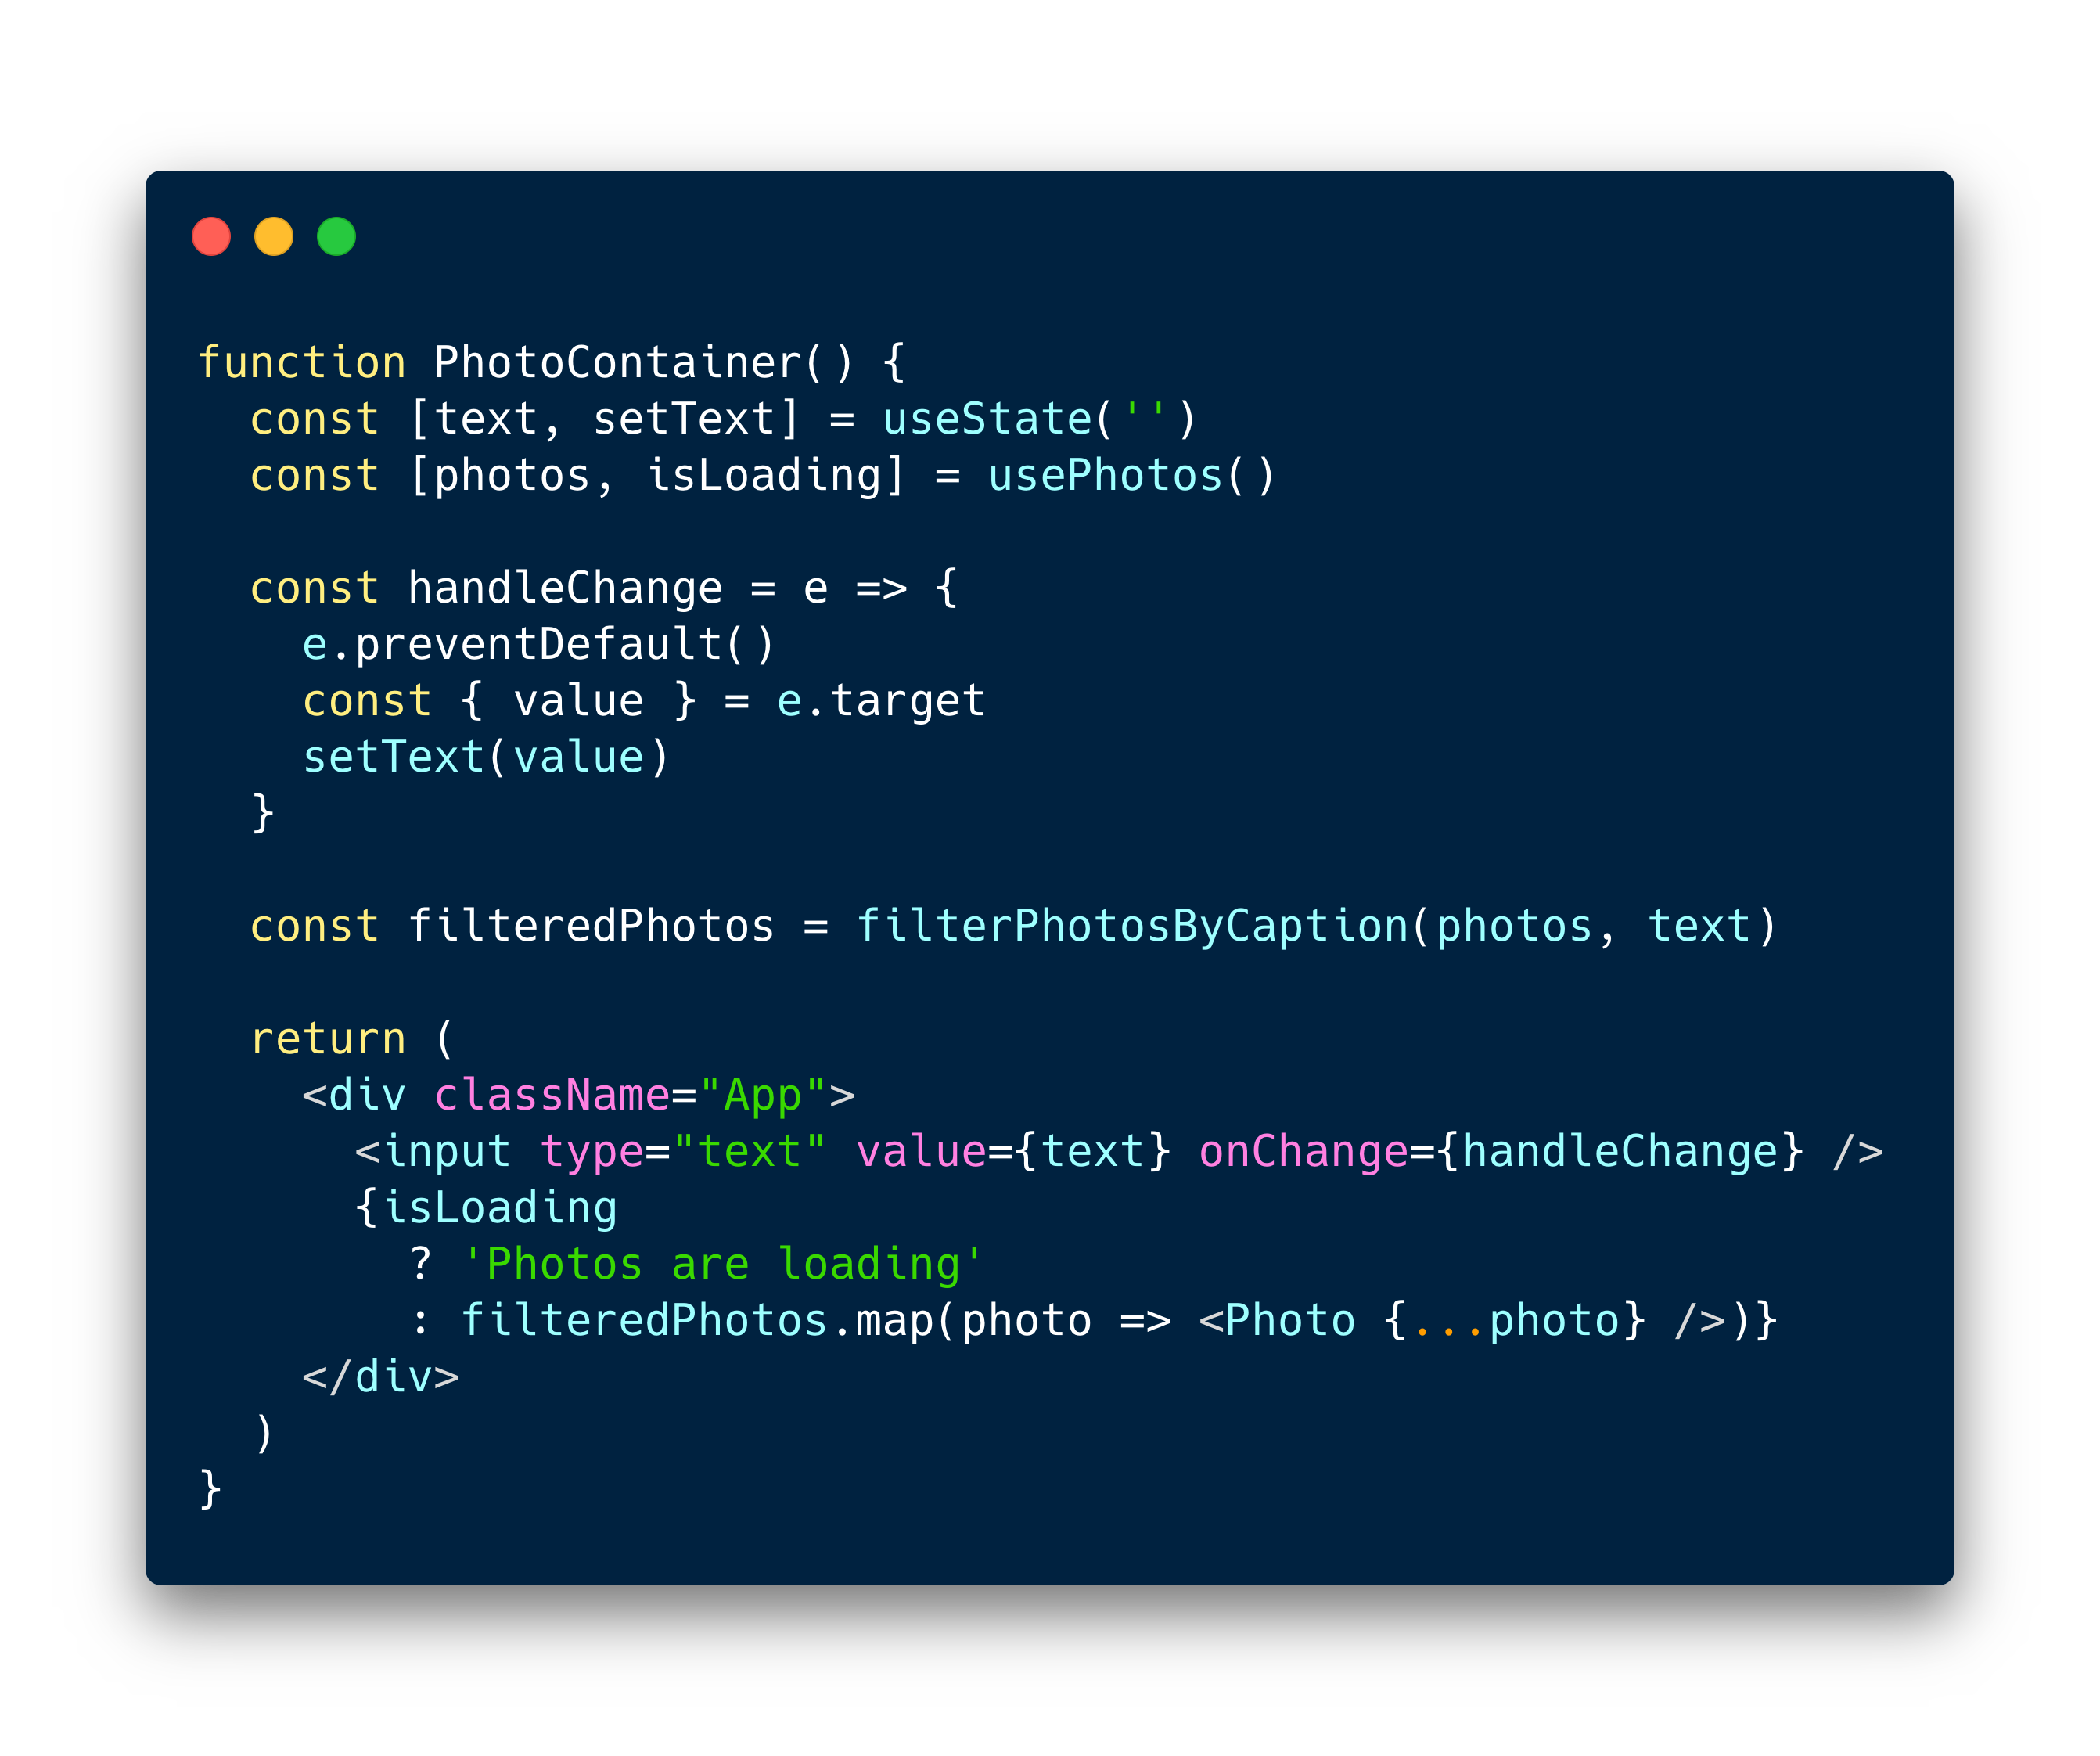 function PhotoContainer() {
  const [text, setText] = useState('')
  const [photos, isLoading] = usePhotos()

  const handleChange = e => {
    e.preventDefault()
    const { value } = e.target
    setText(value)
  }

  const filteredPhotos = filterPhotosByCaption(photos, text)

  return (
    <div className="App">
      <input type="text" value={text} onChange={handleChange} />
      {isLoading
        ? 'Photos are loading'
        : filteredPhotos.map(photo => <Photo {...photo} />)}
    </div>
  )
}